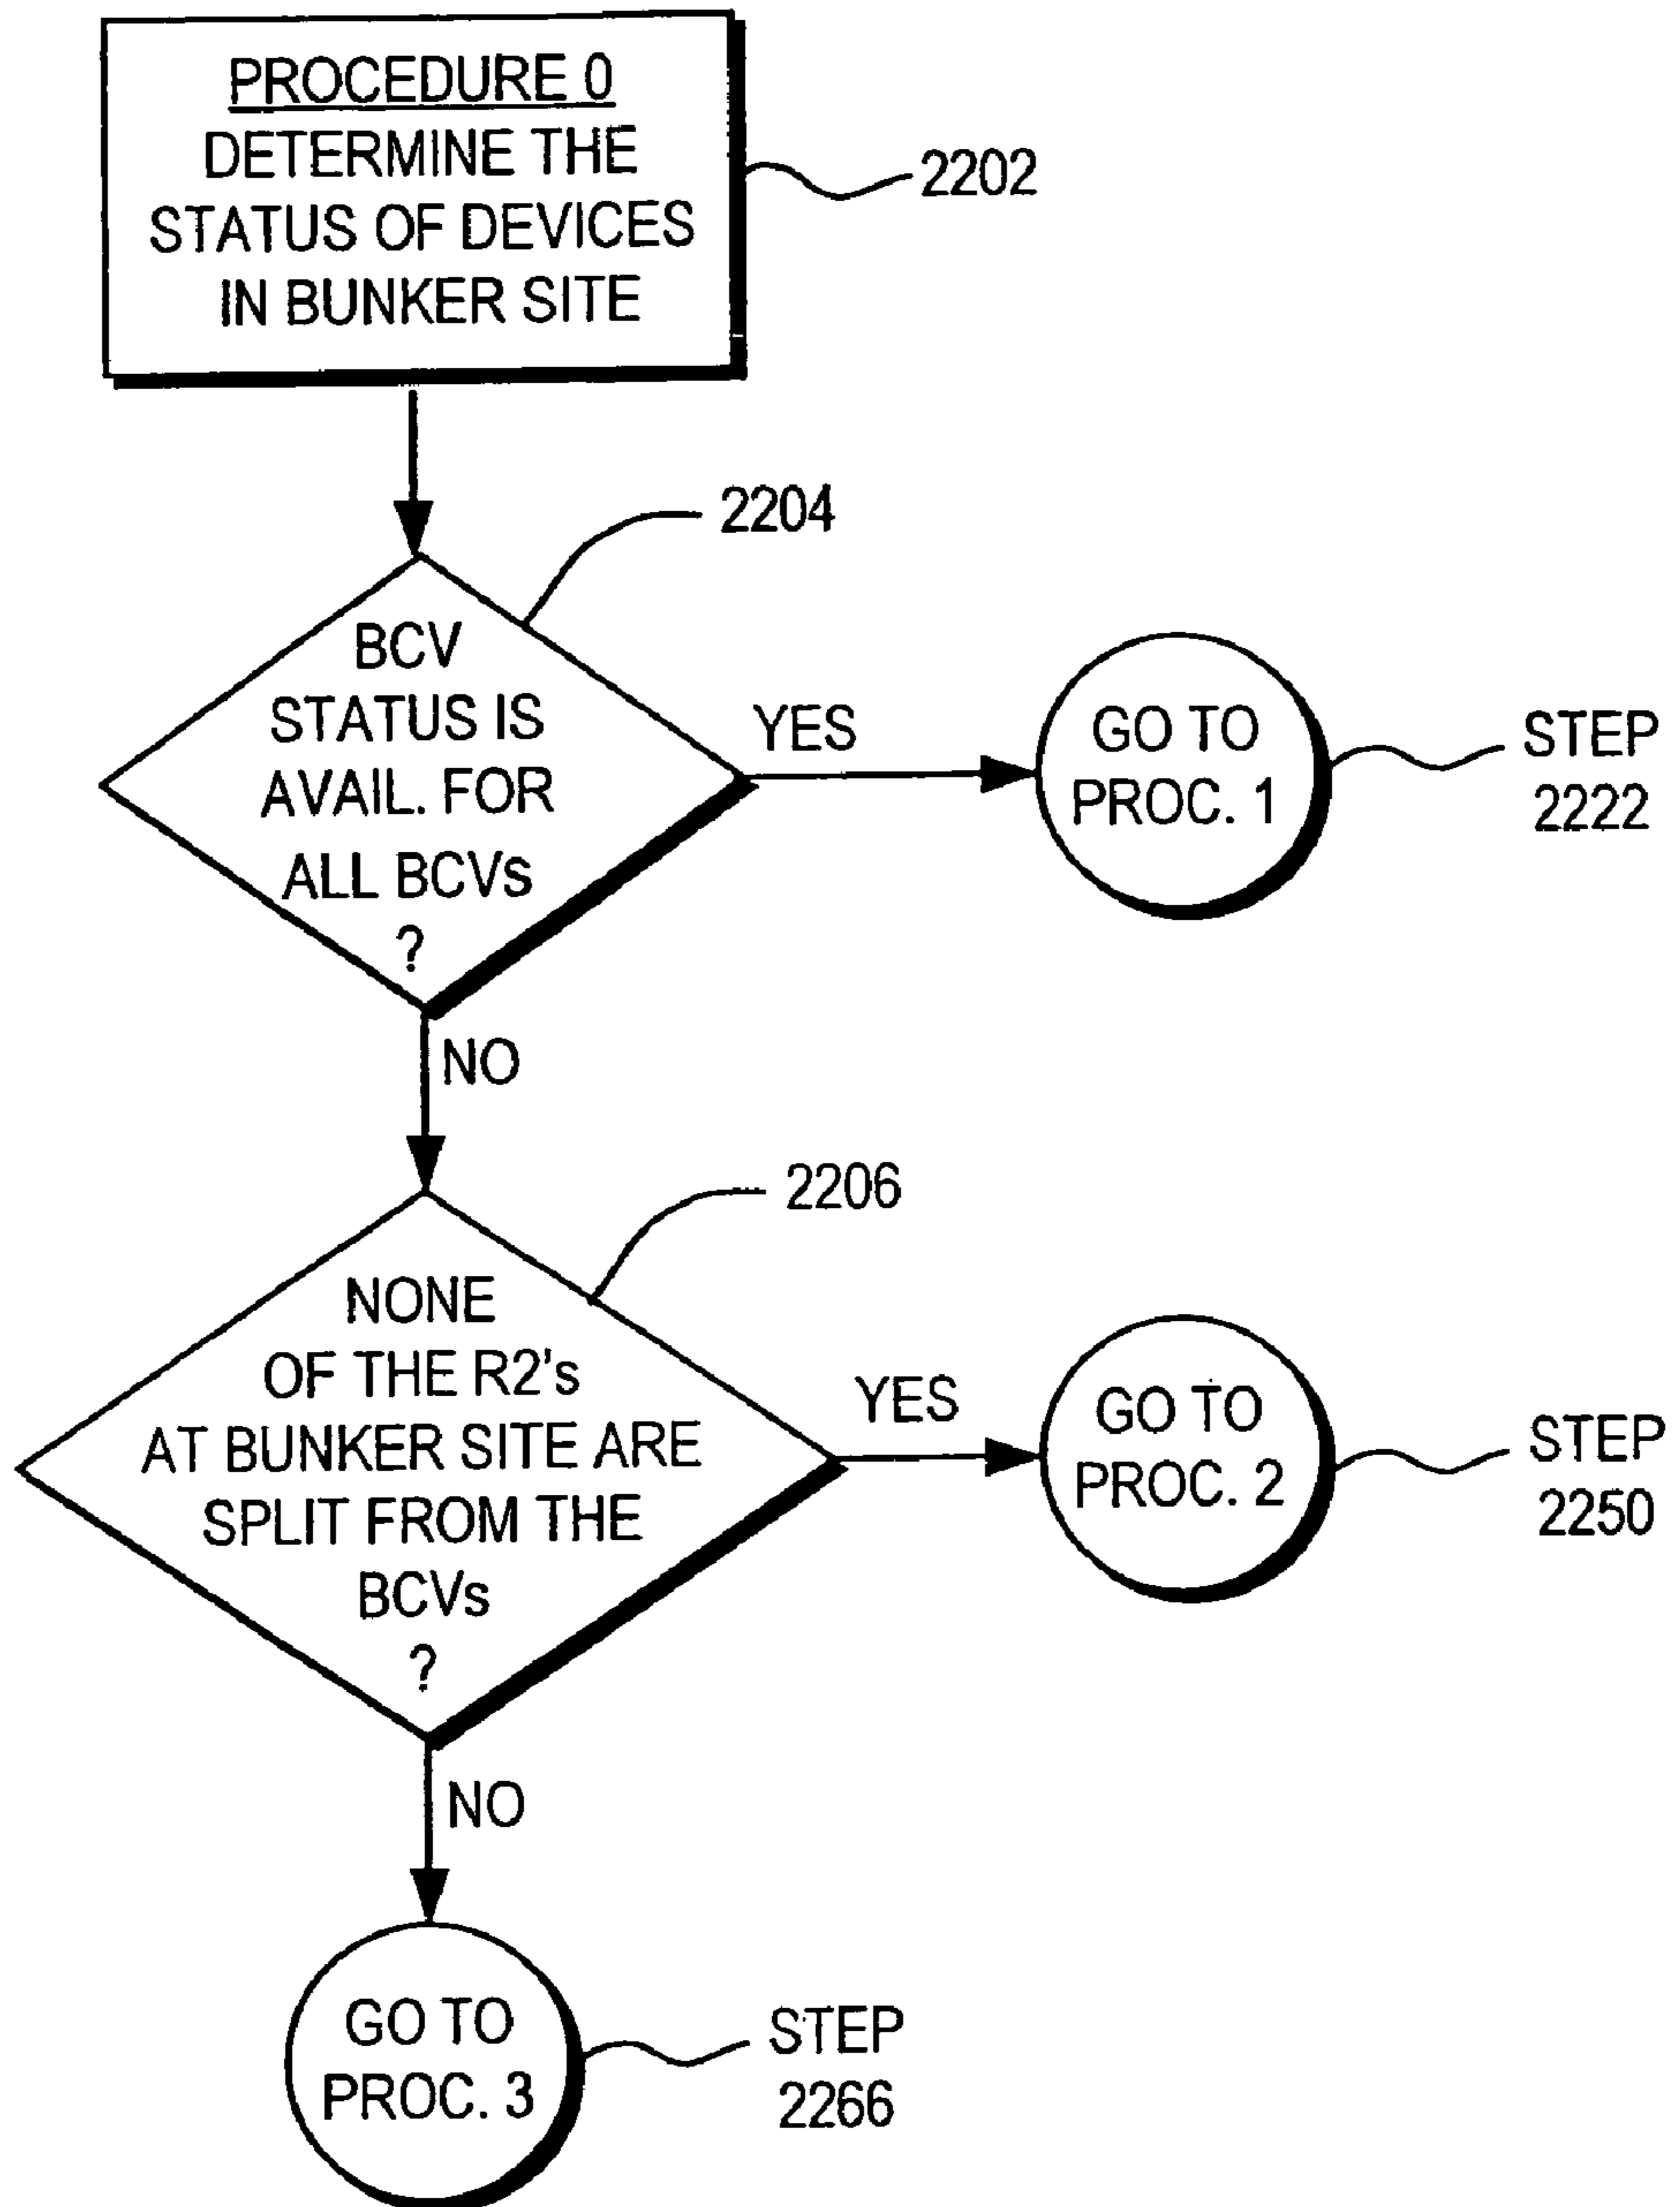 PROCEDURE 0
DETERMINE THE
STATUS OF DEVICES
IN BUNKER SITE
2202
2204
BCV
STATUS IS
AVAIL. FOR
ALL BCVs
?
YES
GO TO
PROC. 1
STEP
2222
NO
2206
NONE
OF THE R2's
AT BUNKER SITE ARE
SPLIT FROM THE
BCVs
?
YES
GO TO
PROC. 2
STEP
2250
NO
GO TO
PROC. 3
STEP
2266